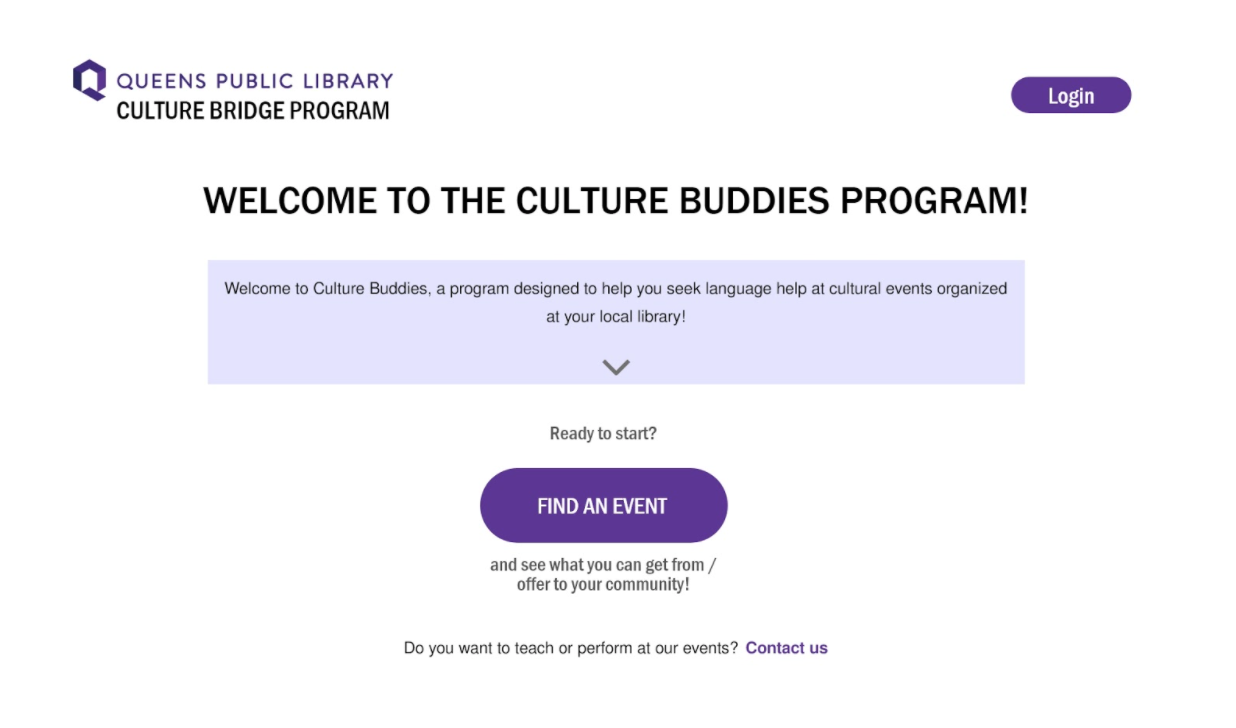 QUEENS PUBLIC LIBRARY
CULTURE BRIDGE PROGRAM
Login
WELCOME TO THE CULTURE BUDDIES PROGRAM!
Welcome to Culture Buddies, a program designed to help you seek language help at cultural events organized
at your local library!
Ready to start?
FIND AN EVENT
and see what you can get from /
offer to your community!
Do you want to teach or perform at our events? Contact us